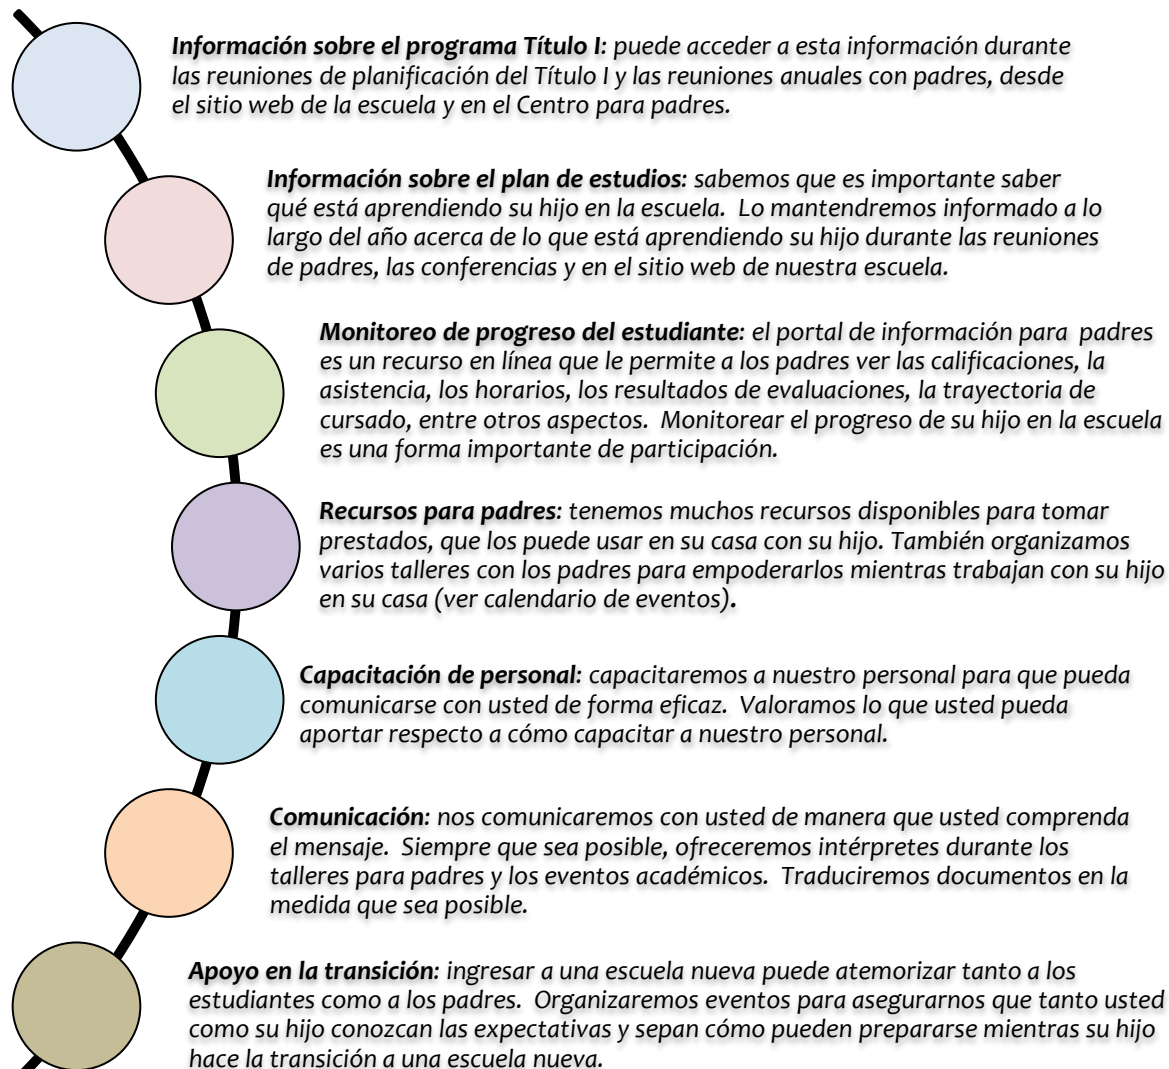 Información sobre el programa Título I: puede acceder a esta información durante
las reuniones de planificación del Título I y las reuniones anuales con padres, desde
el sitio web de la escuela y en el Centro para padres.
Información sobre el plan de estudios: sabemos que es importante saber
qué está aprendiendo su hijo en la escuela.  Lo mantendremos informado a lo
largo del año acerca de lo que está aprendiendo su hijo durante las reuniones
de padres, las conferencias y en el sitio web de nuestra escuela.
Monitoreo de progreso del estudiante: el portal de información para  padres
es un recurso en línea que le permite a los padres ver las calificaciones, la
asistencia, los horarios, los resultados de evaluaciones, la trayectoria de
cursado, entre otros aspectos.  Monitorear el progreso de su hijo en la escuela
es una forma importante de participación.
Recursos para padres: tenemos muchos recursos disponibles para tomar
prestados, que los puede usar en su casa con su hijo. También organizamos
varios talleres con los padres para empoderarlos mientras trabajan con su hijo
en su casa (ver calendario de eventos).
Capacitación de personal: capacitaremos a nuestro personal para que pueda
comunicarse con usted de forma eficaz.  Valoramos lo que usted pueda
aportar respecto a cómo capacitar a nuestro personal.
Comunicación: nos comunicaremos con usted de manera que usted comprenda
el mensaje.  Siempre que sea posible, ofreceremos intérpretes durante los
talleres para padres y los eventos académicos.  Traduciremos documentos en la
medida que sea posible.
Apoyo en la transición: ingresar a una escuela nueva puede atemorizar tanto a los
estudiantes como a los padres.  Organizaremos eventos para asegurarnos que tanto usted
como su hijo conozcan las expectativas y sepan cómo pueden prepararse mientras su hijo
hace la transición a una escuela nueva.